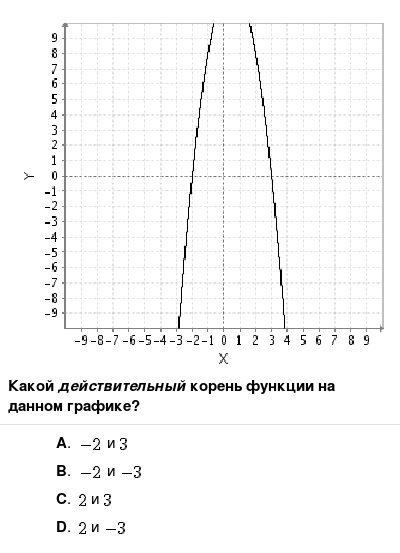 9
8
7
6
5
4
3
2
1
0
-1
-2
-3
-4
-5
-6
-7
-8
-9
Y
-9 -8 -7 -6 -5 -4 -3 -2 -1 0 1 2 3 4 5 6 7 8 9
X
Какой действительный корень функции на
данном графике?
A. −2 и 3
B. −2 и −3
C. 2 и 3
D. 2 и −3